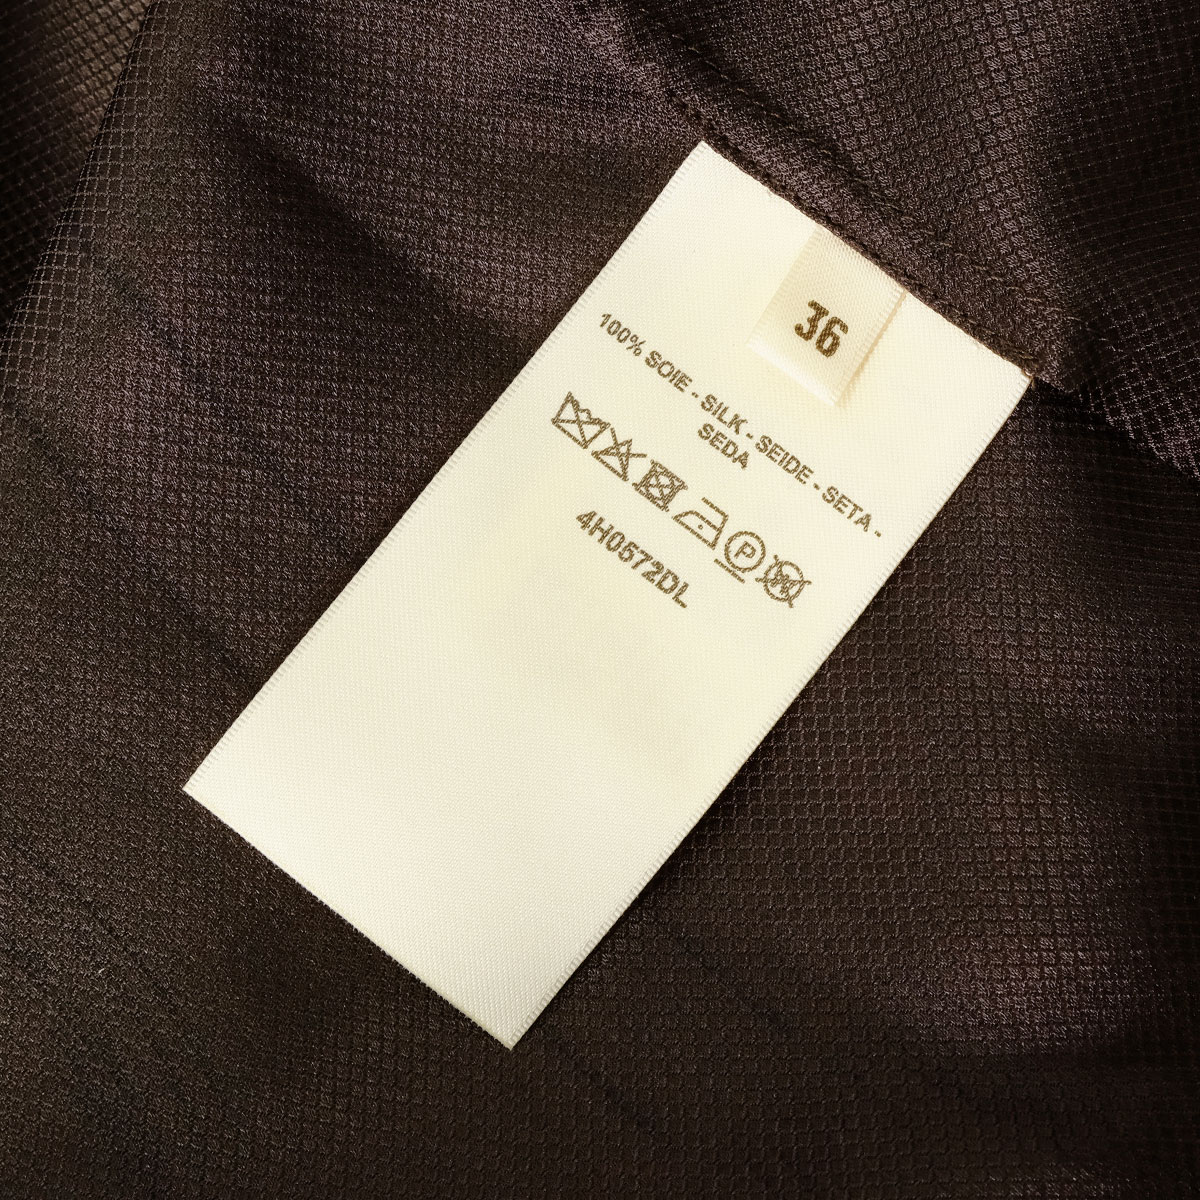 36
100% SOIE - SILK - SEIDE - SETA -
SEDA
P
W
4H0572DL